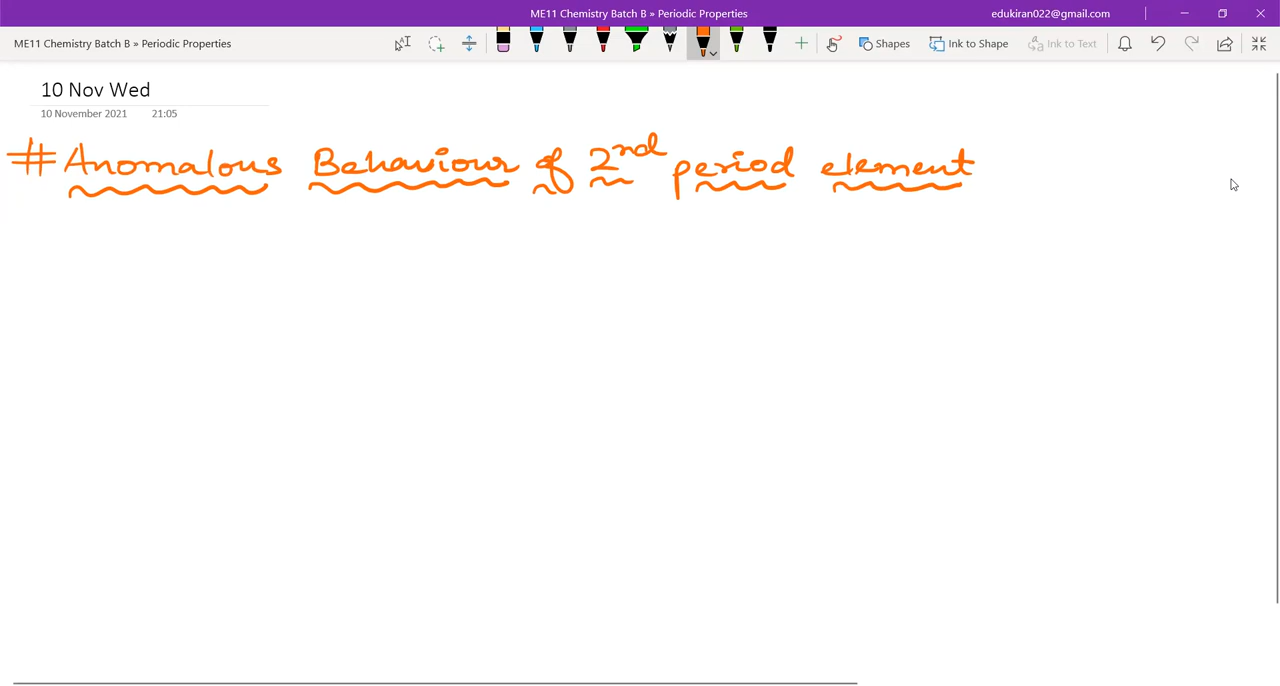 ME11 Chemistry Batch B » Periodic Properties
edukiran022@gmail.com
ME11 Chemistry Batch B » Periodic Properties
Shapes
Ink to Shape
Ink to Text
10 Nov Wed
10 November 2021 21:05
# Anomalous Behaviour of 2nd period element